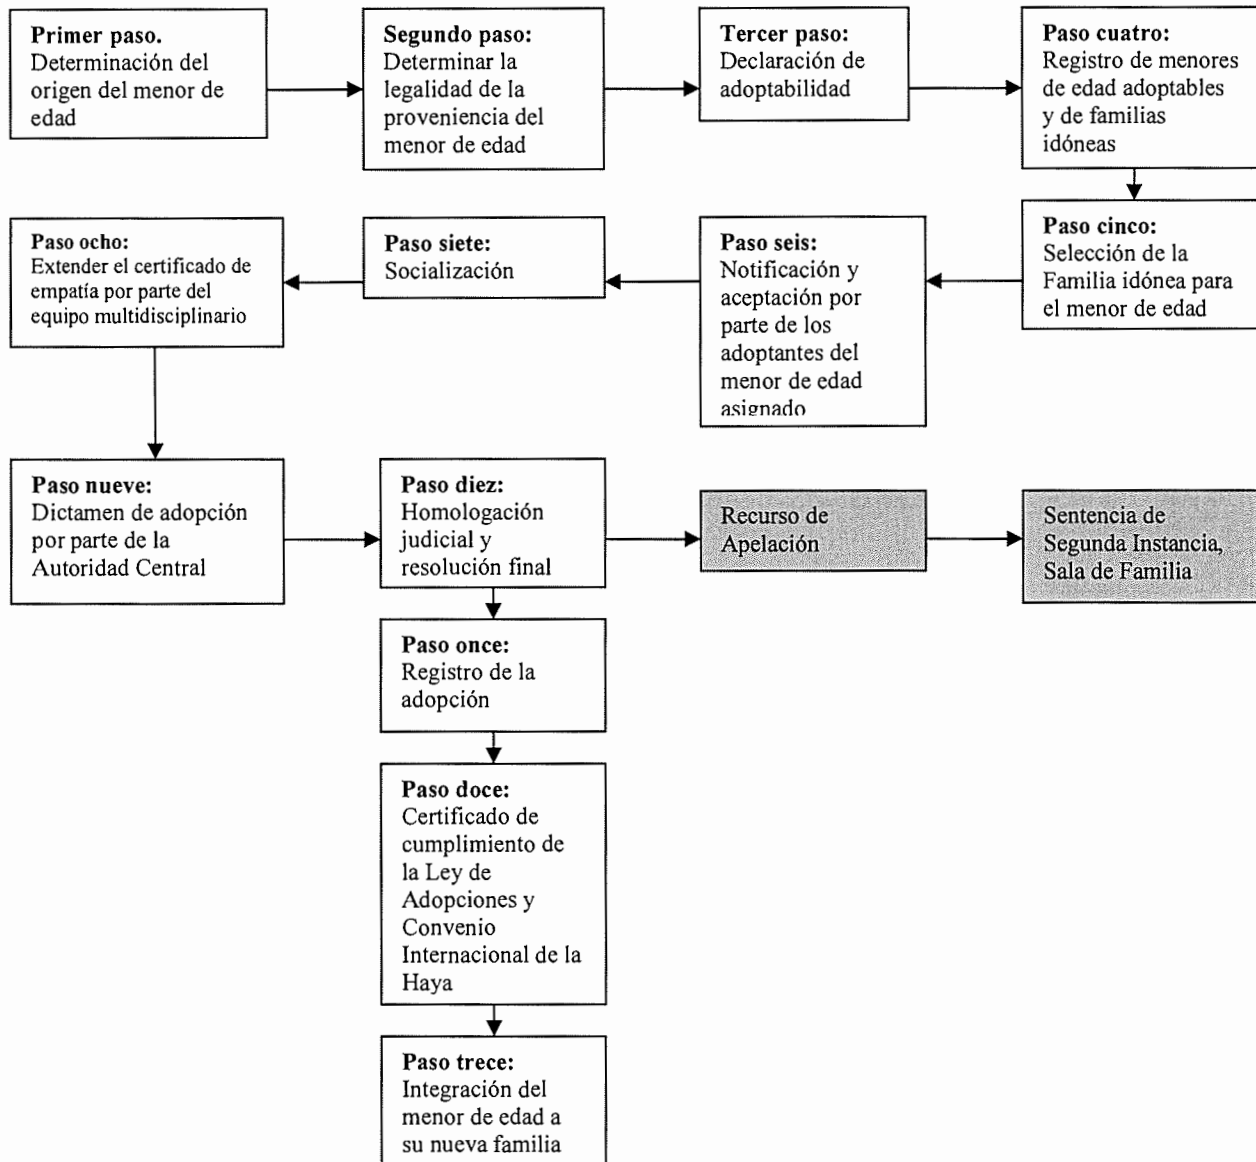 Primer paso.
Determinación del
origen del menor de
edad
Segundo paso:
Determinar la
legalidad de la
proveniencia del
menor de edad
Tercer paso:
Declaración de
adoptabilidad
Paso cuatro:
Registro de menores
de edad adoptables
y de familias
idóneas
Paso cinco:
Selección de la
Familia idónea para
el menor de edad
Paso seis:
Notificación y
aceptación por
parte de los
adoptantes del
menor de edad
asignado
Paso siete:
Socialización
Paso ocho:
Extender el certificado de
empatía por parte del
equipo multidisciplinario
Paso nueve:
Dictamen de adopción
por parte de la
Autoridad Central
Paso diez:
Homologación
judicial y
resolución final
Recurso de
Apelación
Sentencia de
Segunda Instancia,
Sala de Familia
Paso once:
Registro de la
adopción
Paso doce:
Certificado de
cumplimiento de
la Ley de
Adopciones y
Convenio
Internacional de la
Haya
Paso trece:
Integración del
menor de edad a
su nueva familia